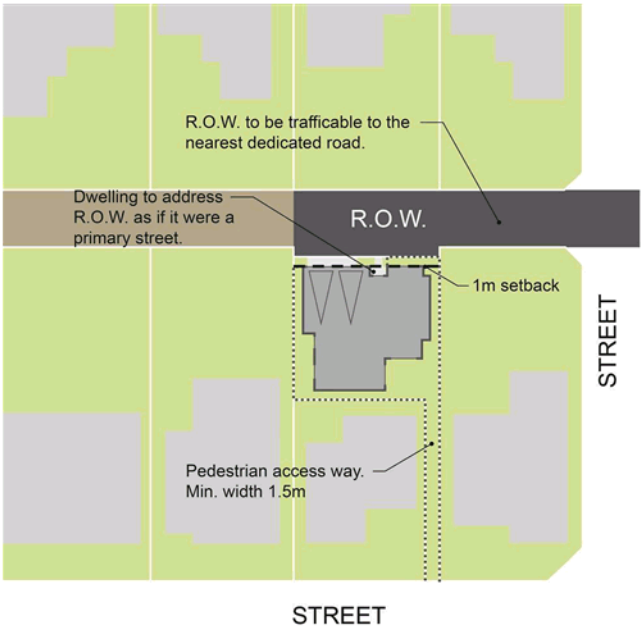 R.O.W. to be trafficable to the
nearest dedicated road.
Dwelling to address
R.O.W. as if it were a
primary street.
R.O.W.
1m setback
STREET
Pedestrian access way.
Min. width 1.5m
STREET